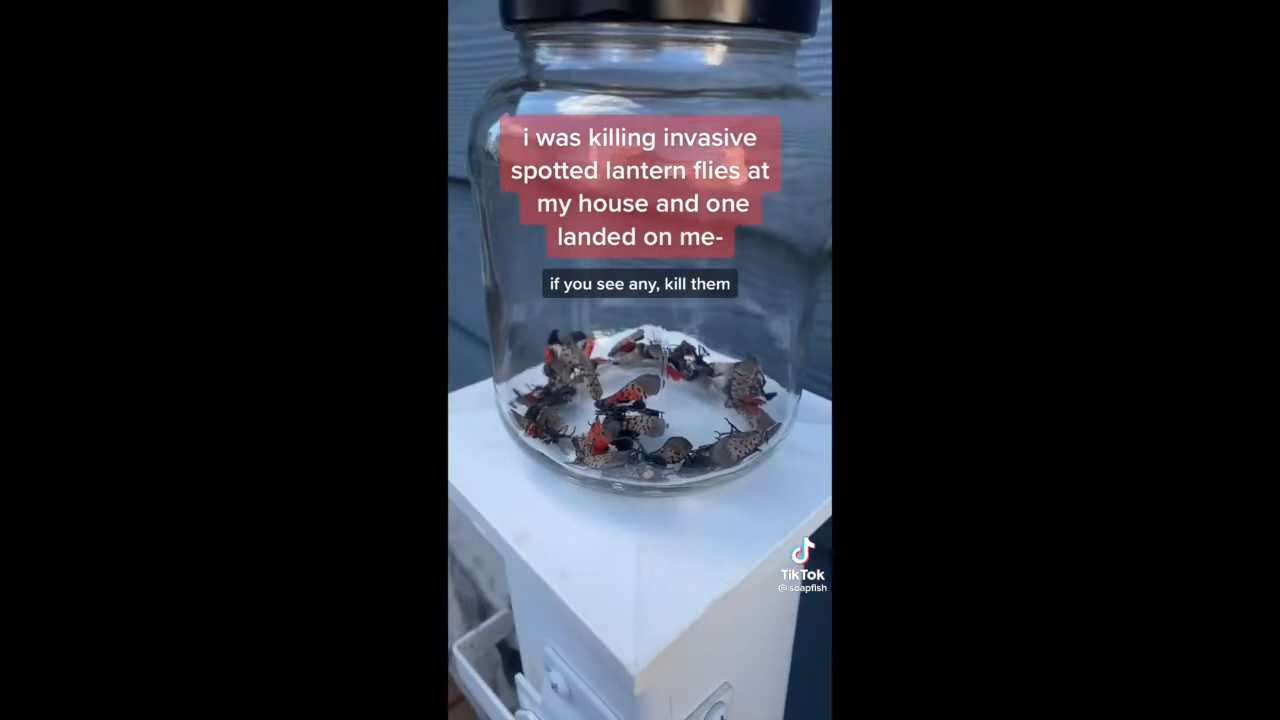 i was killing invasive
spotted lantern flies at
my house and one
landed on me-
if you see any, kill them
TikTok
@ soapfish